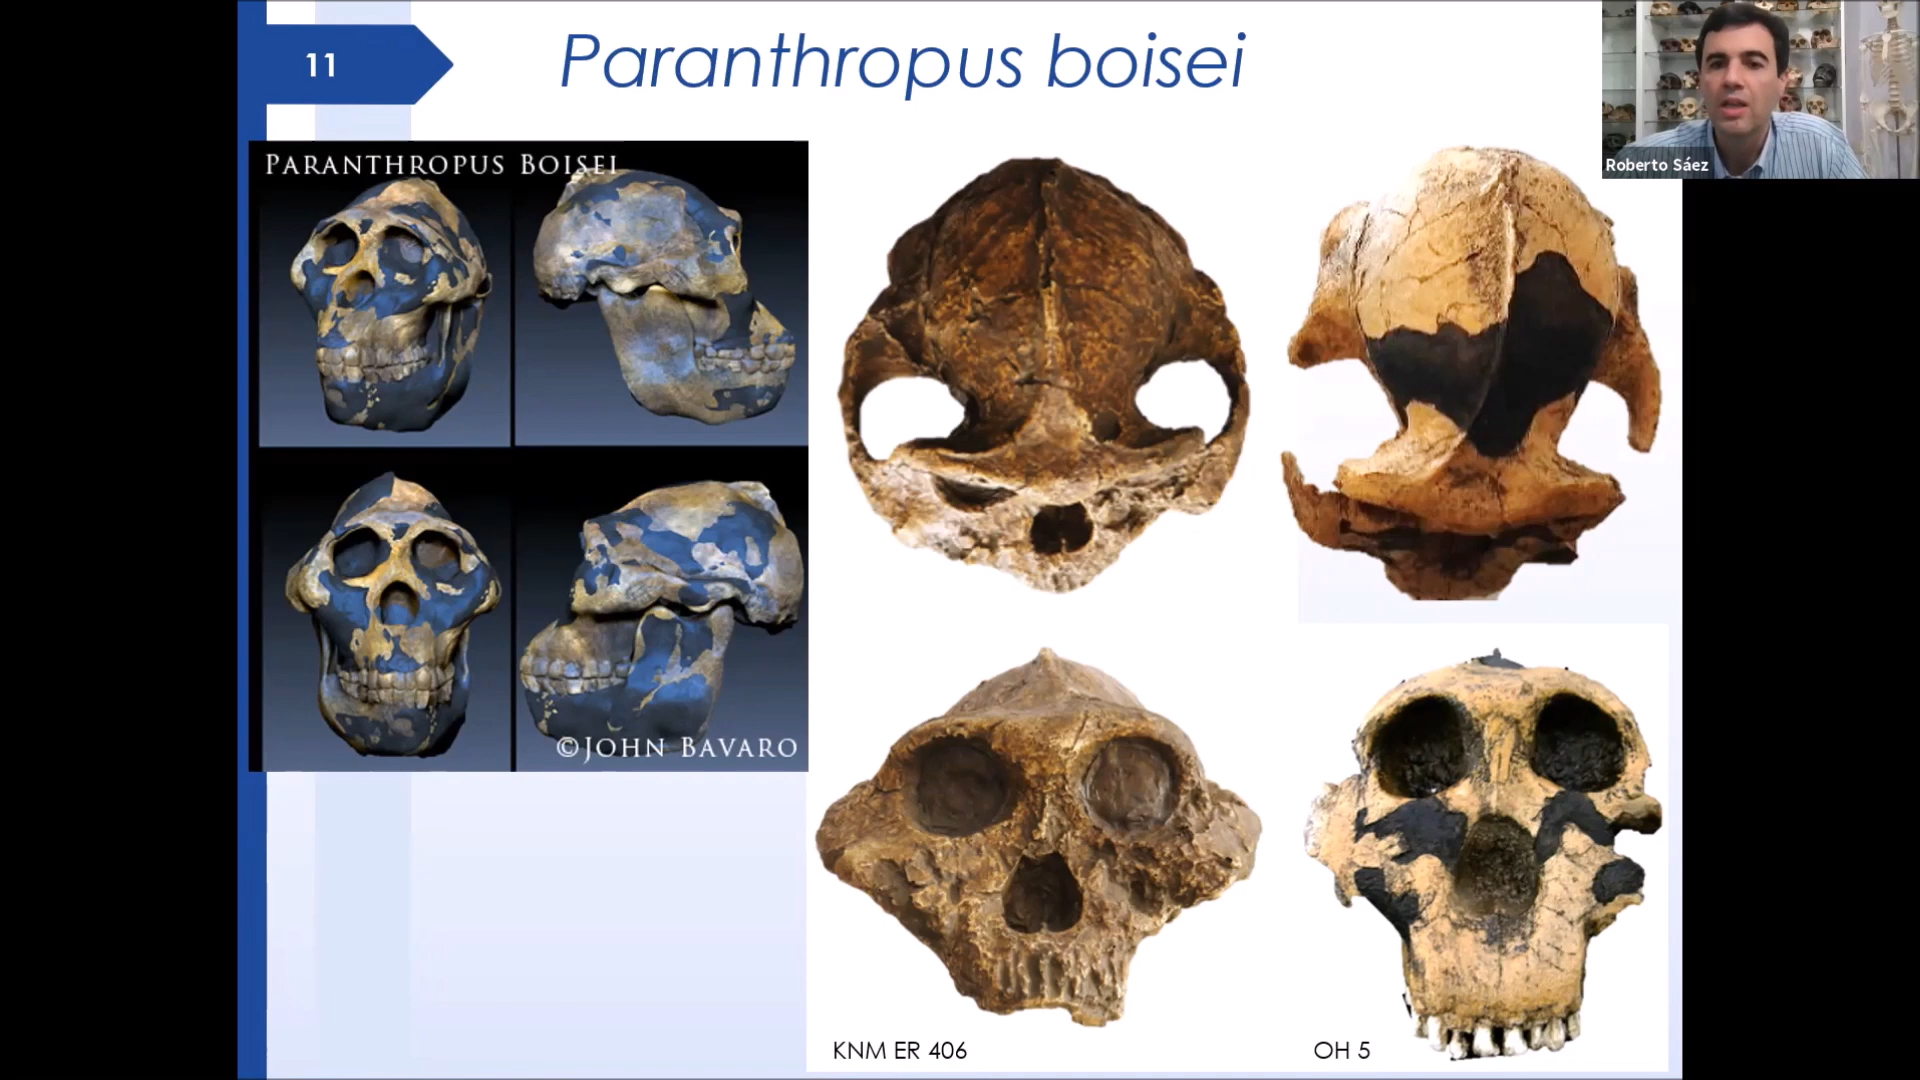 11
Paranthropus boisei
Roberto Sáez
PARANTHROPUS BOISEI
©JOHN BAVARO
KNM ER 406
OH 5